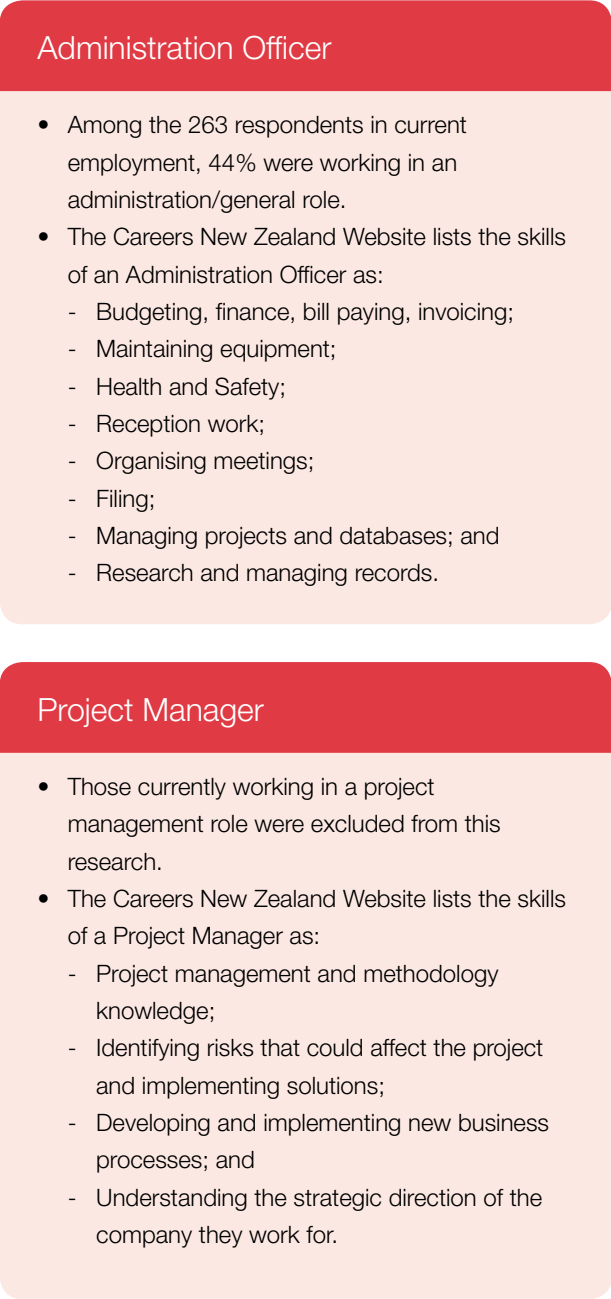 Administration Officer
• Among the 263 respondents in current
employment, 44% were working in an
administration/general role.
• The Careers New Zealand Website lists the skills
of an Administration Officer as:
- Budgeting, finance, bill paying, invoicing;
- Maintaining equipment;
- Health and Safety;
- Reception work;
- Organising meetings;
- Filing;
- Managing projects and databases; and
- Research and managing records.
Project Manager
• Those currently working in a project
management role were excluded from this
research.
• The Careers New Zealand Website lists the skills
of a Project Manager as:
- Project management and methodology
knowledge;
- Identifying risks that could affect the project
and implementing solutions;
- Developing and implementing new business
processes; and
- Understanding the strategic direction of the
company they work for.